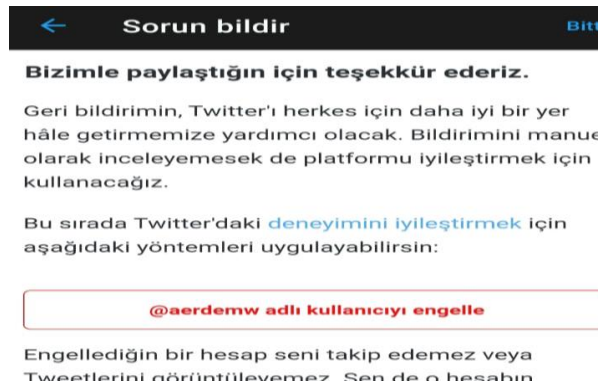 Sorun bildir
Bitt
Bizimle paylaştığın için teşekkür ederiz.
Geri bildirimin, Twitter'ı herkes için daha iyi bir yer
hâle getirmemize yardımcı olacak. Bildirimini manue
olarak inceleyemesek de platformu iyileştirmek için
kullanacağız.
Bu sırada Twitter'daki deneyimini iyileştirmek için
aşağıdaki yöntemleri uygulayabilirsin:
@aerdemw adlı kullanıcıyı engelle
Engellediğin bir hesap seni takip edemez veya
Tweetlerini görüntüleyemez. Sen de o hesabın